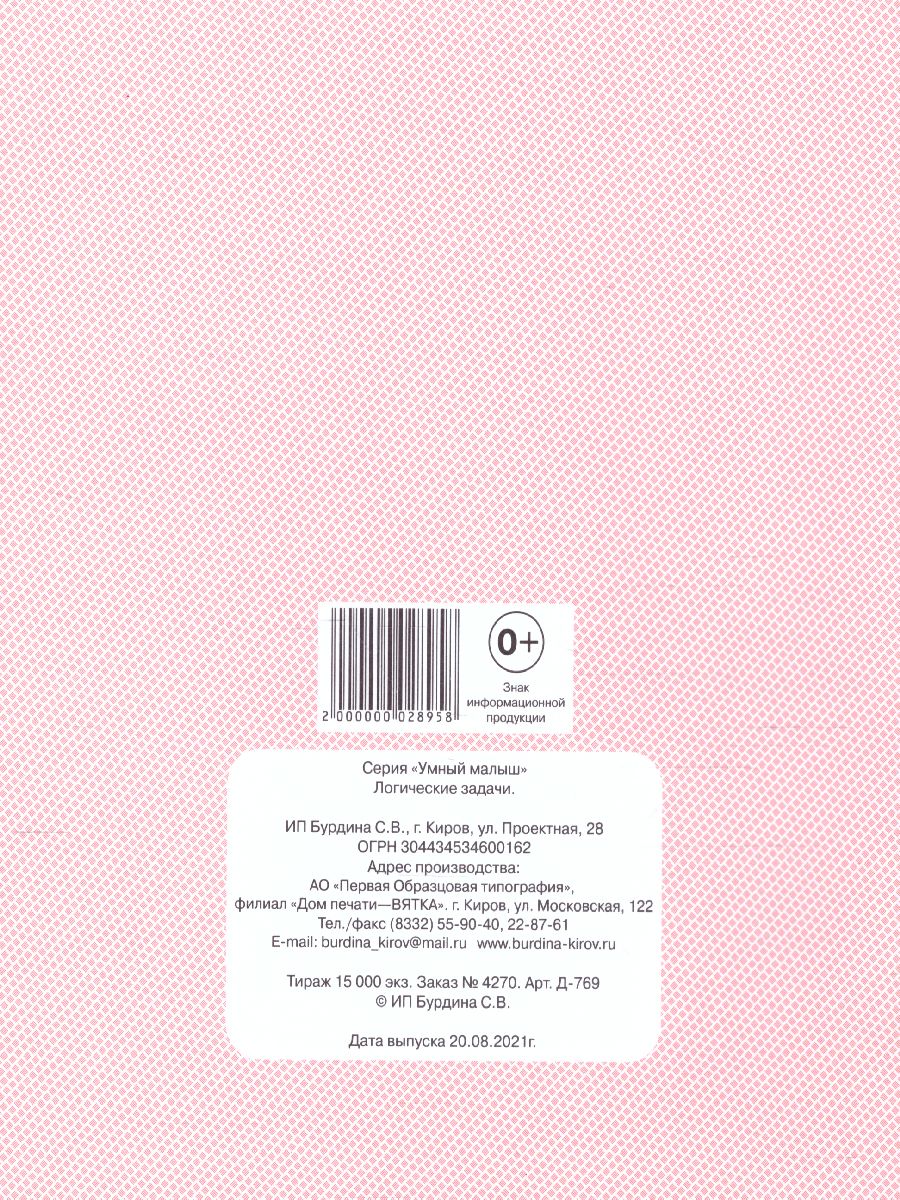 2 000000 028958
0+
Знак
информационной
продукции
Серия «Умный малыш»
Логические задачи.
ИП Бурдина С.В., г. Киров, ул. Проектная, 28
ОГРН 304434534600162
Адрес производства:
АО «Первая Образцовая типография»,
филиал «Дом печати—ВЯТКА». г. Киров, ул. Московская, 122
Тел./факс (8332) 55-90-40, 22-87-61
E-mail: burdina_kirov@mail.ru www.burdina-kirov.ru
Тираж 15 000 экз. Заказ № 4270. Арт. Д-769
© ИП Бурдина С.В.
Дата выпуска 20.08.2021г.